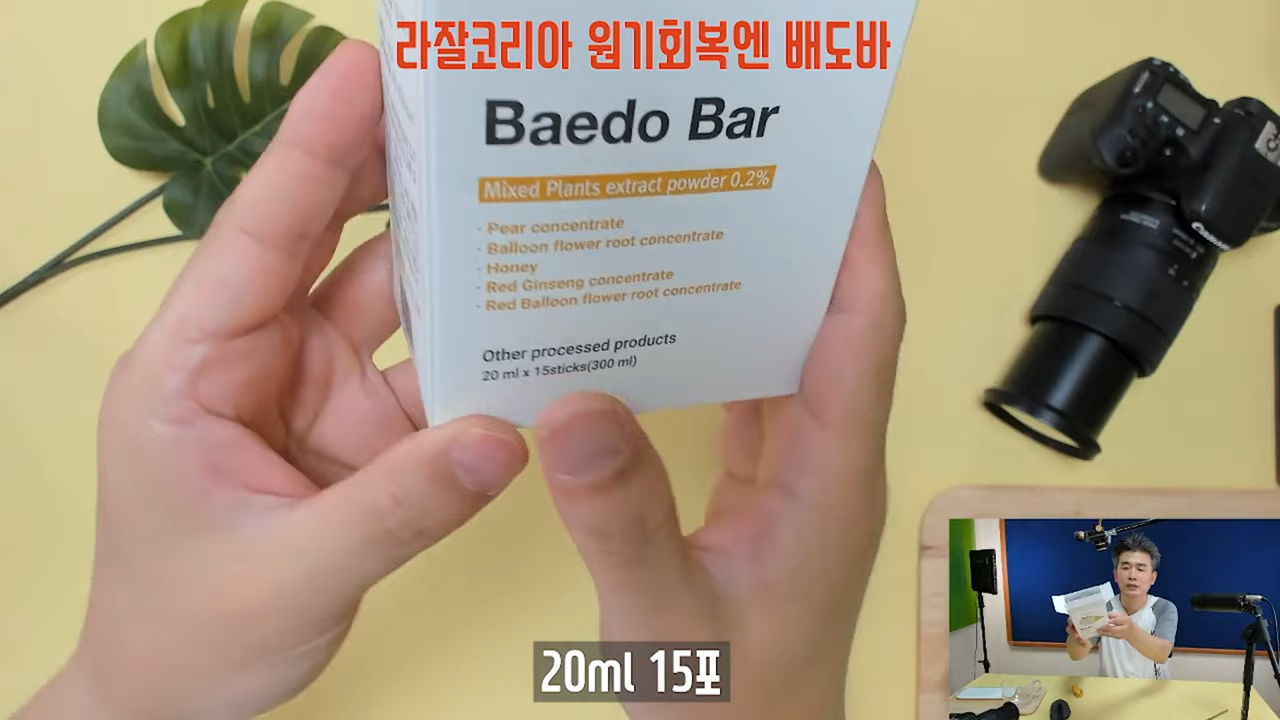 라잘코리아 원기회복엔 배도바
Baedo Bar
Mixed Plants extract powder 0.2%
· Pear concentrate
· Balloon flower root concentrate
· Honey
· Red Ginseng concentrate
· Red Balloon flower root concentrate
Other processed products
20 ml x 15sticks(300 ml)
Canon
20ml 15포